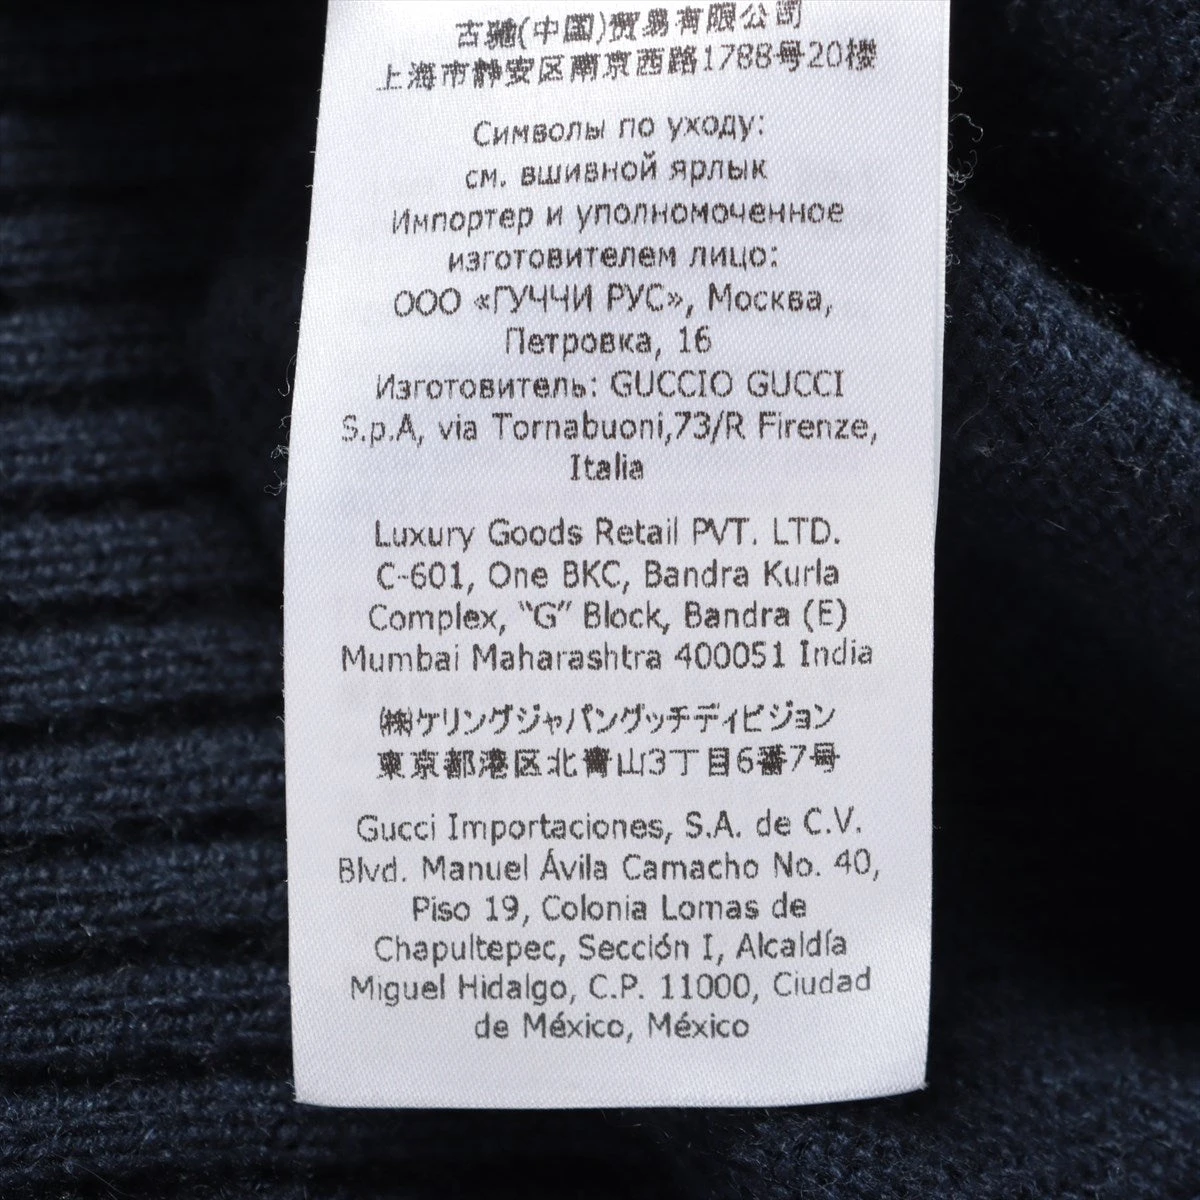 古驰(中国)贸易有限公司
上海市静安区南京西路1788号20楼
Символы по уходу:
см. вшивной ярлык
Импортер и уполномоченное
изготовителем лицо:
ООО «ГУЧЧИ РУС», Москва,
Петровка, 16
Изготовитель: GUCCIO GUCCI
S.p.A, via Tornabuoni,73/R Firenze,
Italia
Luxury Goods Retail PVT. LTD.
C-601, One BKC, Bandra Kurla
Complex, “G” Block, Bandra (E)
Mumbai Maharashtra 400051 India
㈱ケリングジャパングッチディビジョン
東京都港区北青山3丁目6番7号
Gucci Importaciones, S.A. de C.V.
Blvd. Manuel Ávila Camacho No. 40,
Piso 19, Colonia Lomas de
Chapultepec, Sección I, Alcaldía
Miguel Hidalgo, C.P. 11000, Ciudad
de México, México